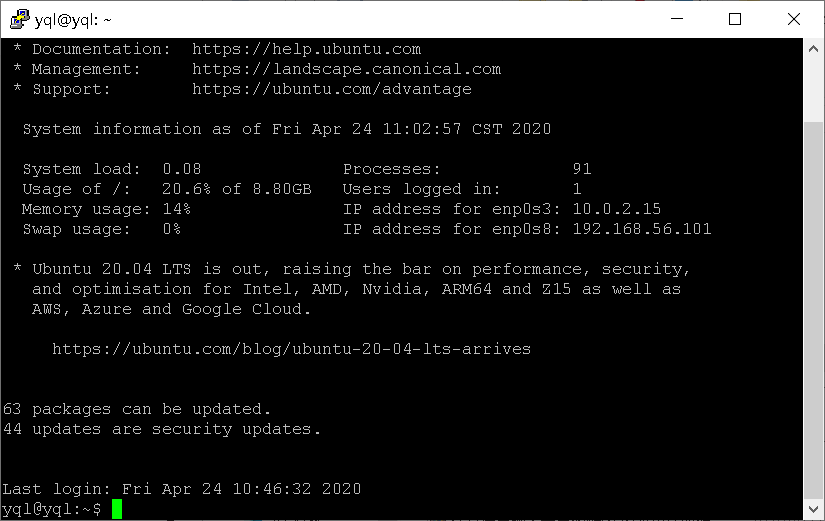 yql@yql: ~
* Documentation:  https://help.ubuntu.com
* Management:     https://landscape.canonical.com
* Support:        https://ubuntu.com/advantage
System information as of Fri Apr 24 11:02:57 CST 2020
System load:  0.08              Processes:             91
Usage of /:   20.6% of 8.80GB   Users logged in:       1
Memory usage: 14%               IP address for enp0s3: 10.0.2.15
Swap usage:   0%                IP address for enp0s8: 192.168.56.101
* Ubuntu 20.04 LTS is out, raising the bar on performance, security,
and optimisation for Intel, AMD, Nvidia, ARM64 and Z15 as well as
AWS, Azure and Google Cloud.
https://ubuntu.com/blog/ubuntu-20-04-lts-arrives
63 packages can be updated.
44 updates are security updates.
Last login: Fri Apr 24 10:46:32 2020
yql@yql:~$